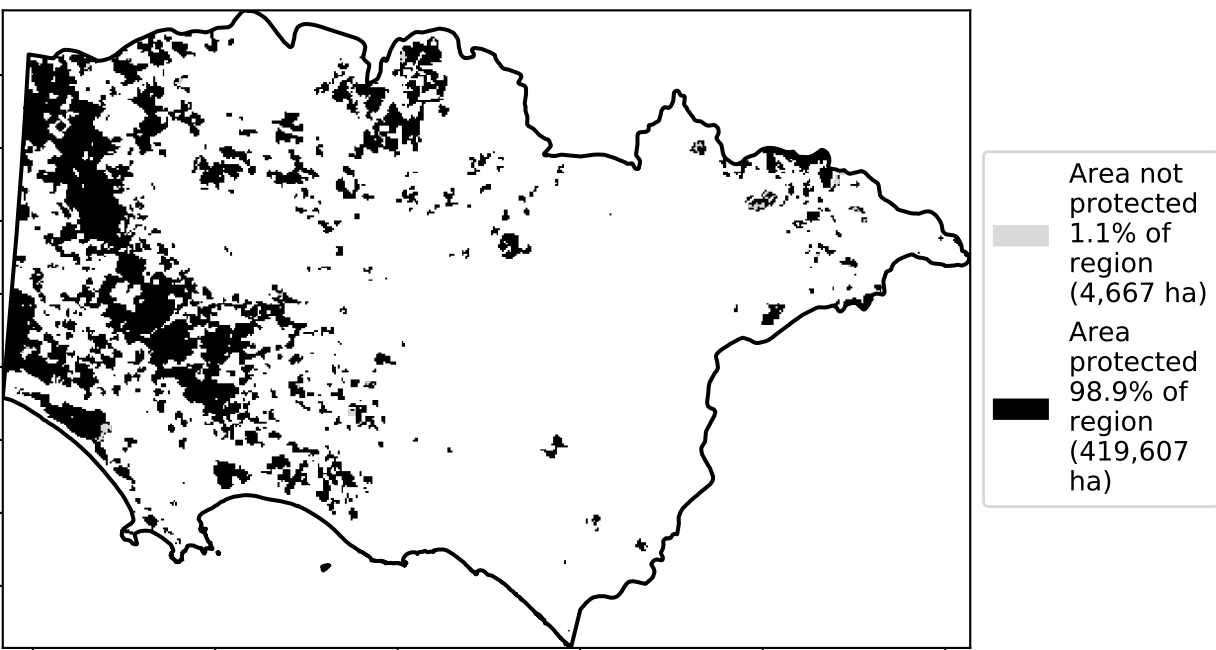 Area not
protected
1.1% of
region
(4,667 ha)
Area
protected
98.9% of
region
(419,607
ha)